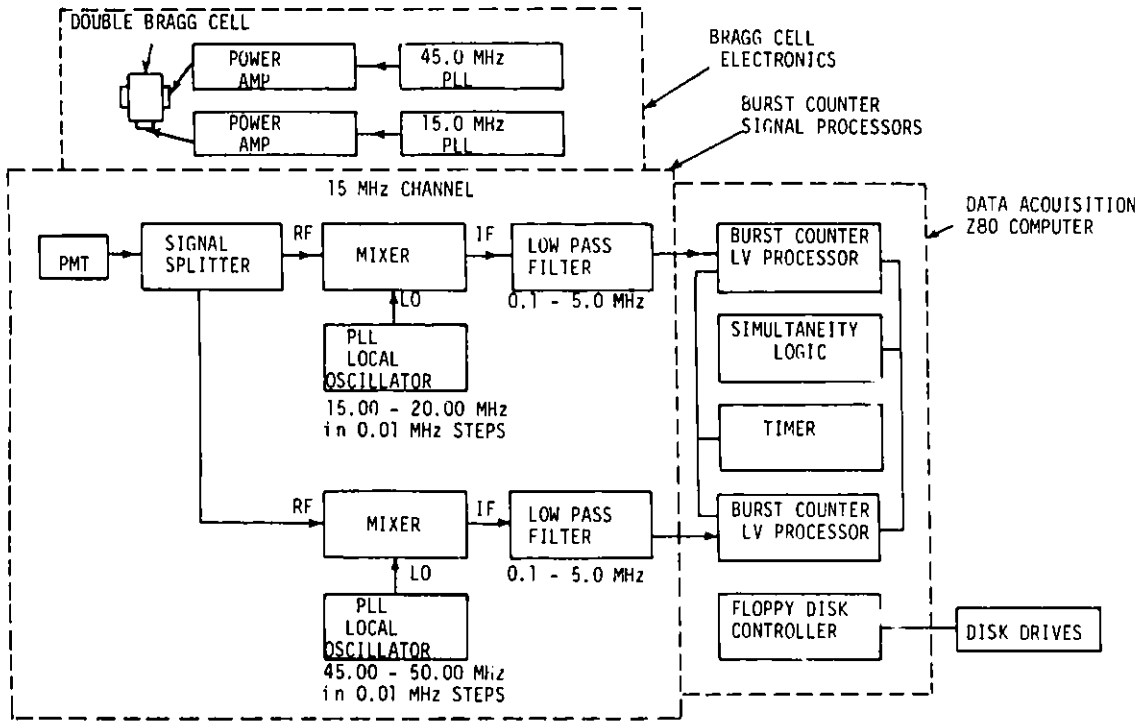 DOUBLE BRAGG CELL
POWER
AMP
45.0 MHz
PLL
BRAGG CELL
ELECTRONICS
POWER
AMP
15.0 MHz
PLL
BURST COUNTER
SIGNAL PROCESSORS
15 MHz CHANNEL
DATA ACQUISITION
Z80 COMPUTER
PMT
SIGNAL
SPLITTER
RF
MIXER
IF
LOW PASS
FILTER
0.1 - 5.0 MHz
BURST COUNTER
LV PROCESSOR
LO
PLL
LOCAL
OSCILLATOR
15.00 - 20.00 MHz
in 0.01 MHz STEPS
SIMULTANEITY
LOGIC
TIMER
RF
MIXER
IF
LOW PASS
FILTER
0.1 - 5.0 MHz
BURST COUNTER
LV PROCESSOR
LO
PLL
LOCAL
OSCILLATOR
45.00 - 50.00 MHz
in 0.01 MHz STEPS
FLOPPY DISK
CONTROLLER
DISK DRIVES